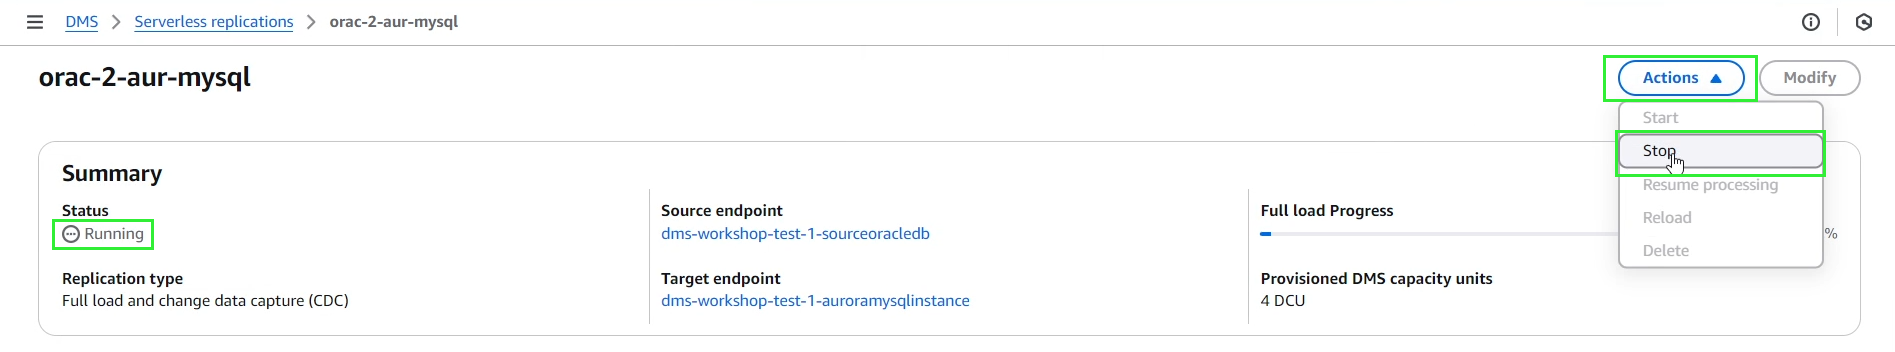 DMS > Serverless replications > orac-2-aur-mysql
orac-2-aur-mysql
Actions
Modify
Start
Stop
Resume processing
Reload
Delete
Summary
Status
Running
Source endpoint
dms-workshop-test-1-sourceoracledb
Full load Progress
%
Replication type
Full load and change data capture (CDC)
Target endpoint
dms-workshop-test-1-auroramysqlinstance
Provisioned DMS capacity units
4 DCU